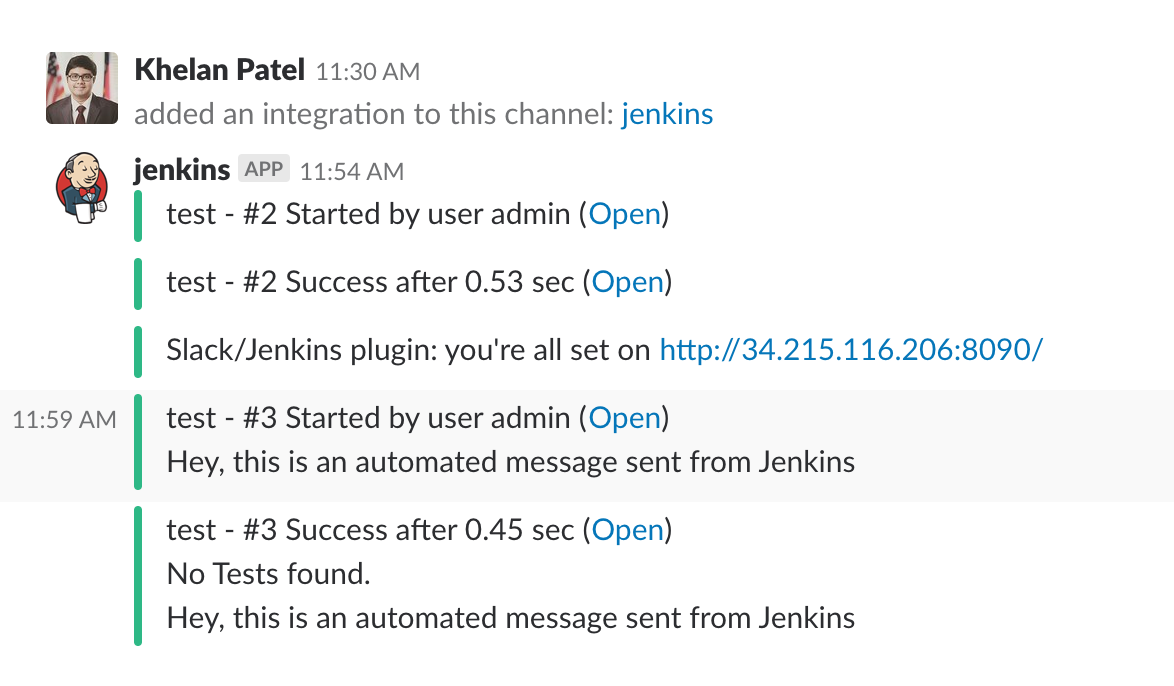 Khelan Patel 11:30 AM
added an integration to this channel: jenkins
jenkins APP 11:54 AM
test - #2 Started by user admin (Open)
test - #2 Success after 0.53 sec (Open)
Slack/Jenkins plugin: you're all set on http://34.215.116.206:8090/
11:59 AM test - #3 Started by user admin (Open)
Hey, this is an automated message sent from Jenkins
test - #3 Success after 0.45 sec (Open)
No Tests found.
Hey, this is an automated message sent from Jenkins